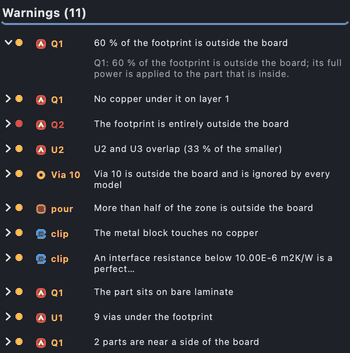 Warnings (11)
Q1 60 % of the footprint is outside the board
Q1: 60 % of the footprint is outside the board; its full
power is applied to the part that is inside.
Q1 No copper under it on layer 1
Q2 The footprint is entirely outside the board
U2 U2 and U3 overlap (33 % of the smaller)
Via 10 Via 10 is outside the board and is ignored by every
model
pour More than half of the zone is outside the board
clip The metal block touches no copper
clip An interface resistance below 10.00E-6 m2K/W is a
perfect…
Q1 The part sits on bare laminate
U1 9 vias under the footprint
Q1 2 parts are near a side of the board